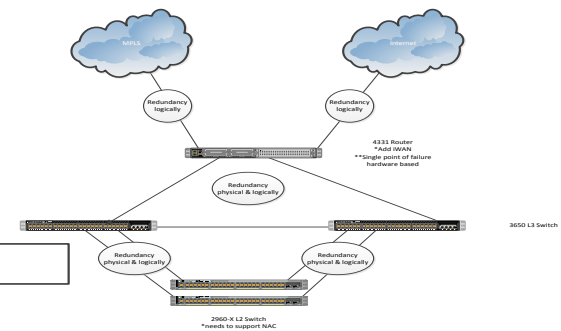 MPLS
Internet
Redundancy
logically
Redundancy
logically
4331 Router
*Add IWAN
**Single point of failure
hardware based
Redundancy
physical & logically
3650 L3 Switch
Redundancy
physical & logically
Redundancy
physical & logically
2960-X L2 Switch
*needs to support NAC